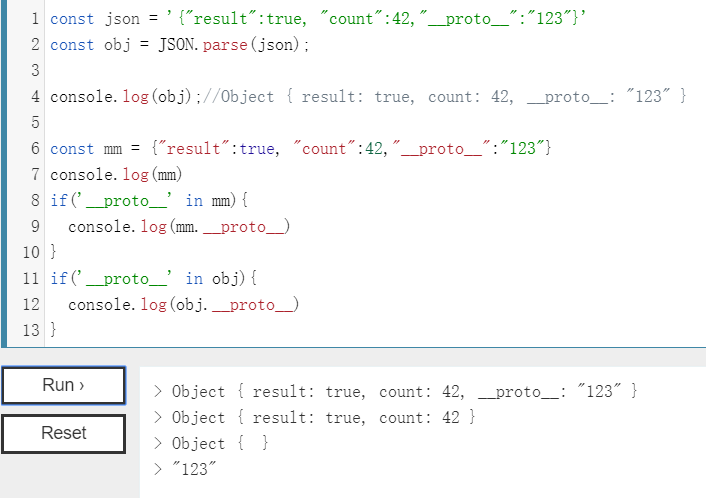 1 const json = '{"result":true, "count":42,"__proto__":"123"}'
2 const obj = JSON.parse(json);
3
4 console.log(obj);//Object { result: true, count: 42, __proto__: "123" }
5
6 const mm = {"result":true, "count":42,"__proto__":"123"}
7 console.log(mm)
8 if('__proto__' in mm){
9   console.log(mm.__proto__)
10 }
11 if('__proto__' in obj){
12   console.log(obj.__proto__)
13 }
Run ›
> Object { result: true, count: 42, __proto__: "123" }
> Object { result: true, count: 42 }
Reset
> Object {  }
> "123"